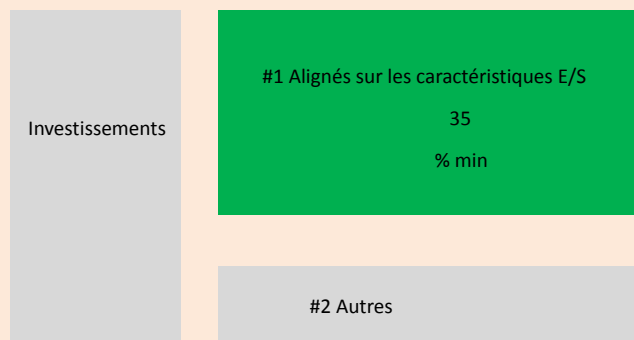 Investissements
#1 Alignés sur les caractéristiques E/S
35
% min
#2 Autres